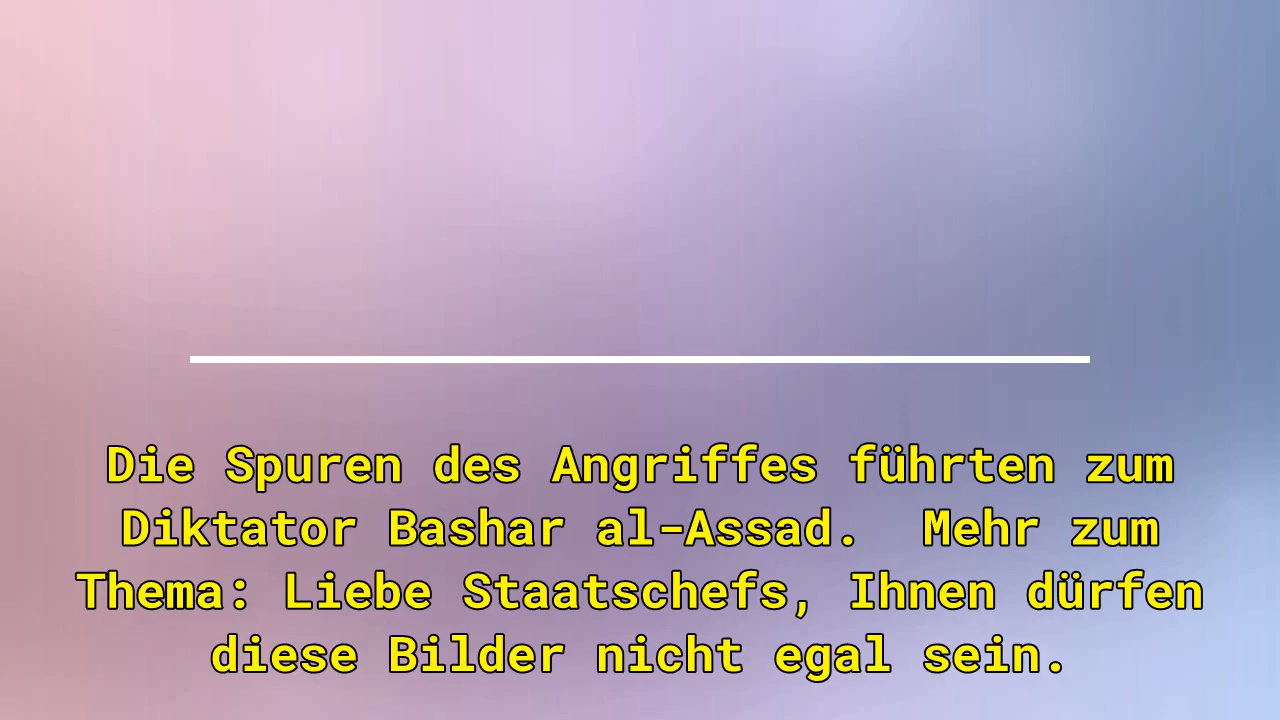 Die Spuren des Angriffes führten zum
Diktator Bashar al-Assad.  Mehr zum
Thema: Liebe Staatschefs, Ihnen dürfen
diese Bilder nicht egal sein.